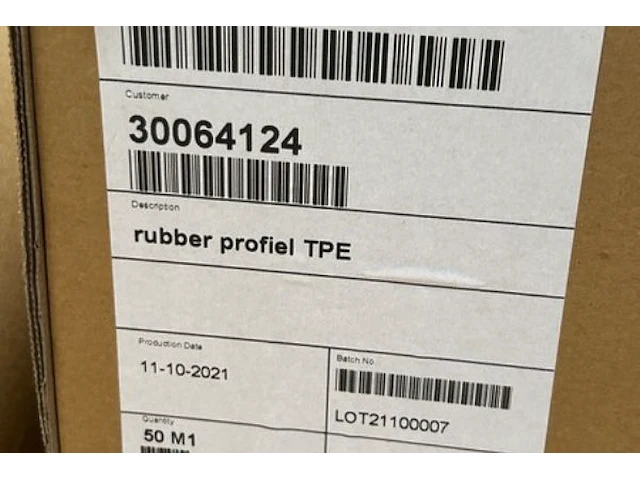 Customer
30064124
Description
rubber profiel TPE
Production Date
11-10-2021
Batch No
LOT21100007
Quantity
50 M1